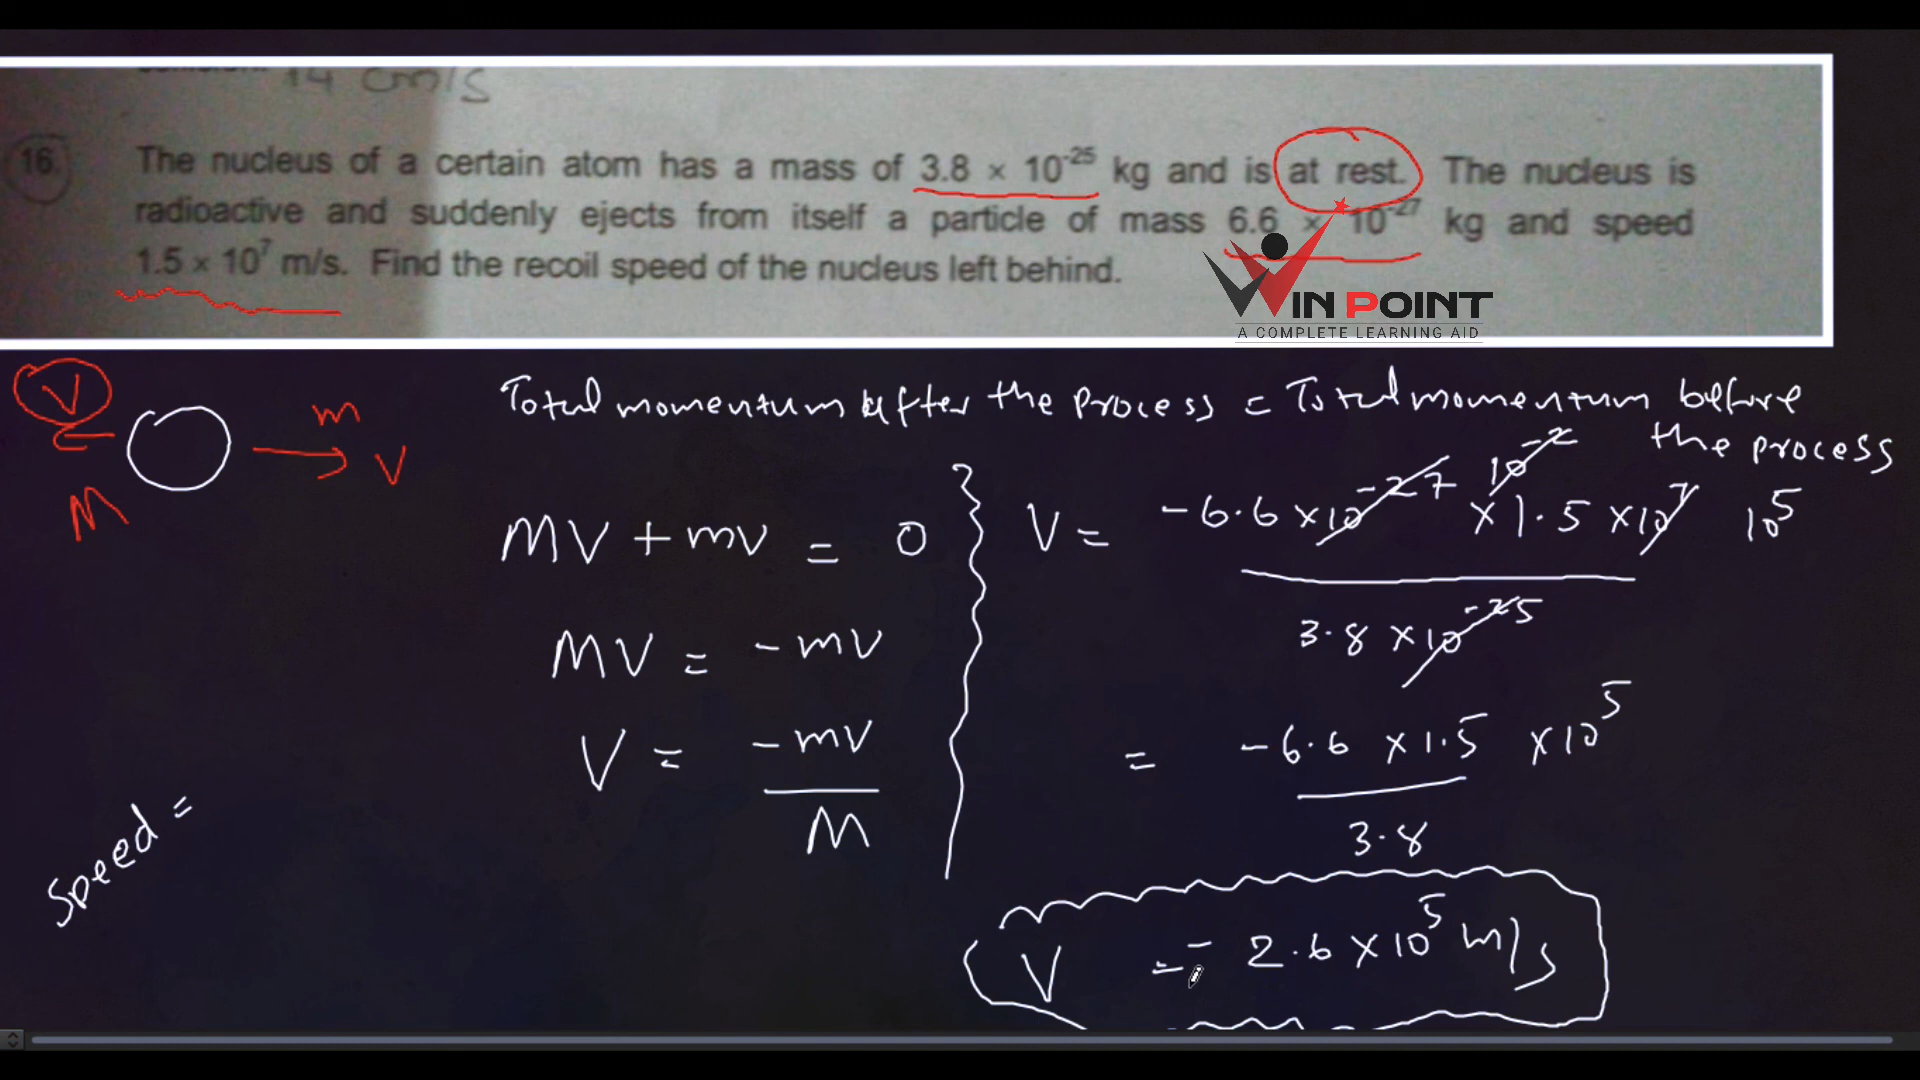 14 cm/s
16. The nucleus of a certain atom has a mass of 3.8 × 10⁻²⁵ kg and is at rest. The nucleus is
radioactive and suddenly ejects from itself a particle of mass 6.6 × 10⁻²⁷ kg and speed
1.5 × 10⁷ m/s. Find the recoil speed of the nucleus left behind.
WIN POINT
A COMPLETE LEARNING AID
V
m
V
M
Total momentum after the process = Total momentum before
the process
MV + mv = 0
MV = -mv
V = -mv
M
Speed =
V = -6.6 × 10⁻²⁷ × 1.5 × 10⁷ 10⁻² 10⁵
3.8 × 10⁻²⁵
= -6.6 × 1.5 × 10⁵
3.8
V = - 2.6 × 10⁵ m/s